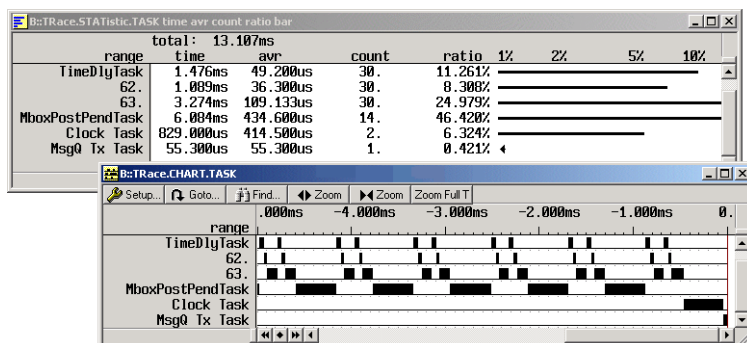 B::TRace.STATistic.TASK time avr count ratio bar
total: 13.107ms
range time avr count ratio 1% 2% 5% 10%
TimeDlyTask 1.476ms 49.200us 30. 11.261%
62. 1.089ms 36.300us 30. 8.308%
63. 3.274ms 109.133us 30. 24.979%
MboxPostPendTask 6.084ms 434.600us 14. 46.420%
Clock Task 829.000us 414.500us 2. 6.324%
MsgQ Tx Task 55.300us 55.300us 1. 0.421%
B::TRace.CHART.TASK
Setup... Goto... Find... Zoom Zoom Zoom Full T
.000ms -4.000ms -3.000ms -2.000ms -1.000ms 0.
range
TimeDlyTask
62.
63.
MboxPostPendTask
Clock Task
MsgQ Tx Task